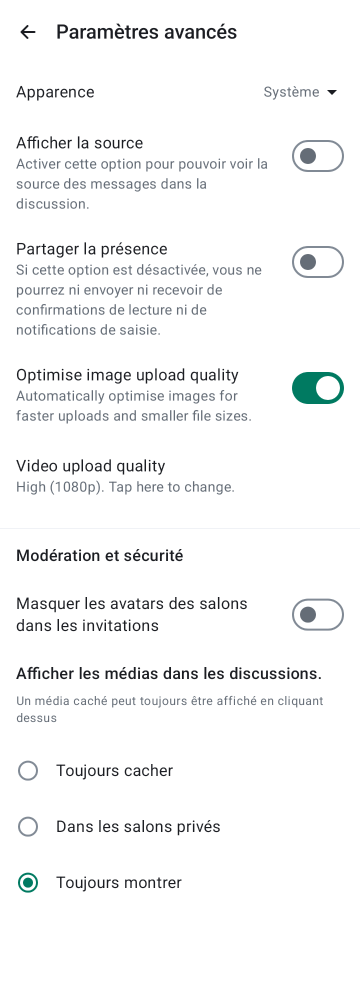 Paramètres avancés
Apparence
Système
Afficher la source
Activer cette option pour pouvoir voir la
source des messages dans la
discussion.
Partager la présence
Si cette option est désactivée, vous ne
pourrez ni envoyer ni recevoir de
confirmations de lecture ni de
notifications de saisie.
Optimise image upload quality
Automatically optimise images for
faster uploads and smaller file sizes.
Video upload quality
High (1080p). Tap here to change.
Modération et sécurité
Masquer les avatars des salons
dans les invitations
Afficher les médias dans les discussions.
Un média caché peut toujours être affiché en cliquant
dessus
Toujours cacher
Dans les salons privés
Toujours montrer